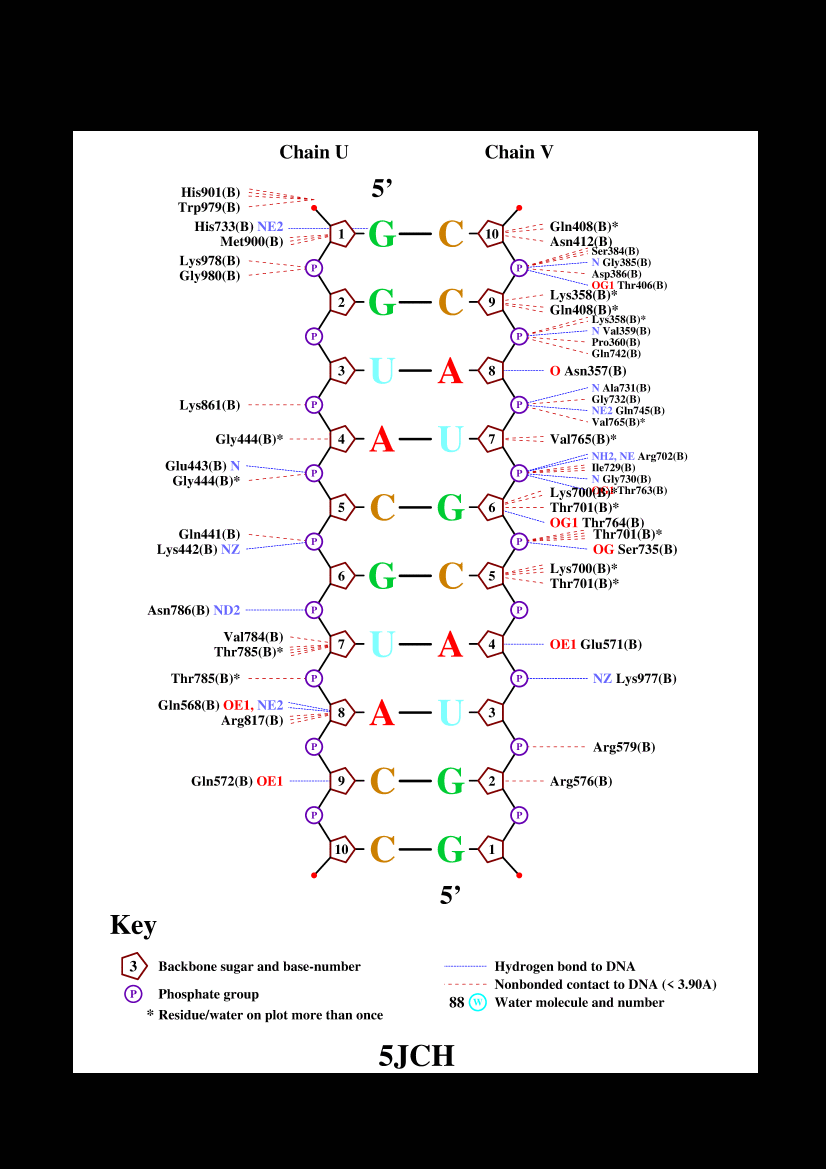 Chain U Chain V
5’
His901(B)
Trp979(B)
His733(B) NE2
Met900(B)
1 G C 10
Gln408(B)*
Asn412(B)
Lys978(B)
Gly980(B)
P P
Ser384(B)
N Gly385(B)
Asp386(B)
OG1 Thr406(B)
2 G C 9
Lys358(B)*
Gln408(B)*
P P
Lys358(B)*
N Val359(B)
Pro360(B)
Gln742(B)
3 U A 8
O Asn357(B)
Lys861(B)
P P
N Ala731(B)
Gly732(B)
NE2 Gln745(B)
Val765(B)*
Gly444(B)*
4 A U 7
Val765(B)*
Glu443(B) N
Gly444(B)*
P P
NH2, NE Arg702(B)
Ile729(B)
N Gly730(B)
Thr763(B)
5 C G 6
Lys700(B)*
Thr701(B)*
OG1 Thr764(B)
Gln441(B)
Lys442(B) NZ
P P
Thr701(B)*
OG Ser735(B)
6 G C 5
Lys700(B)*
Thr701(B)*
Asn786(B) ND2
P P
Val784(B)
Thr785(B)*
7 U A 4
OE1 Glu571(B)
Thr785(B)*
P P
NZ Lys977(B)
Gln568(B) OE1, NE2
Arg817(B)
8 A U 3
P P
Arg579(B)
Gln572(B) OE1
9 C G 2
Arg576(B)
P P
10 C G 1
5’
Key
3 Backbone sugar and base-number
P Phosphate group
* Residue/water on plot more than once
Hydrogen bond to DNA
Nonbonded contact to DNA (< 3.90A)
88 W Water molecule and number
5JCH